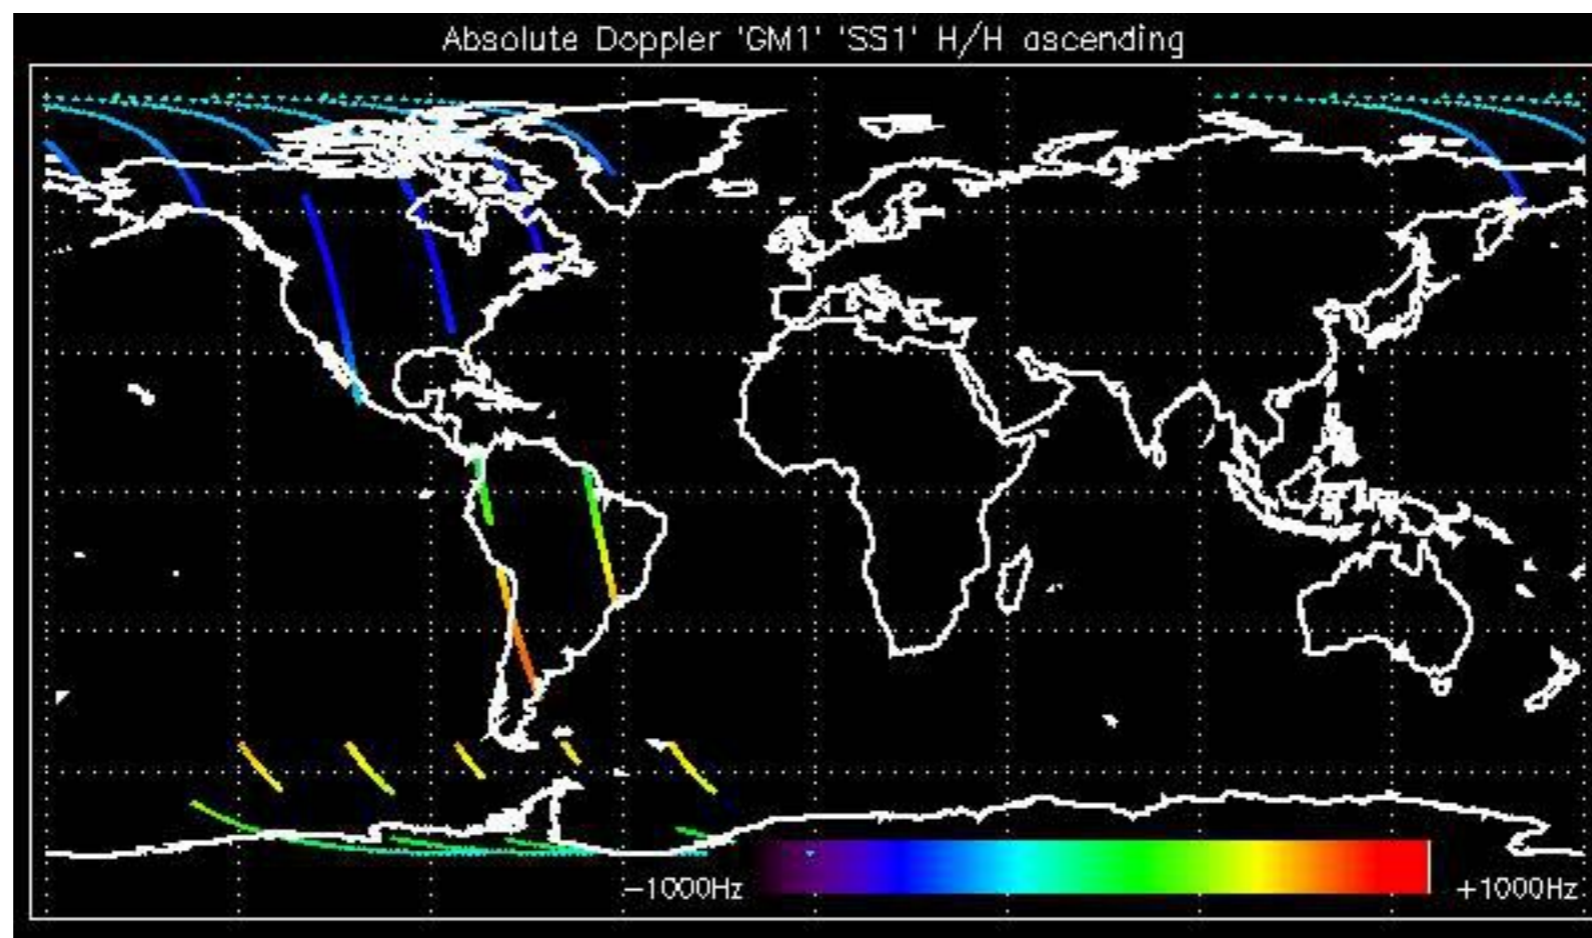 Absolute Doppler 'GM1' 'SS1' H/H ascending
-1000Hz
+1000Hz